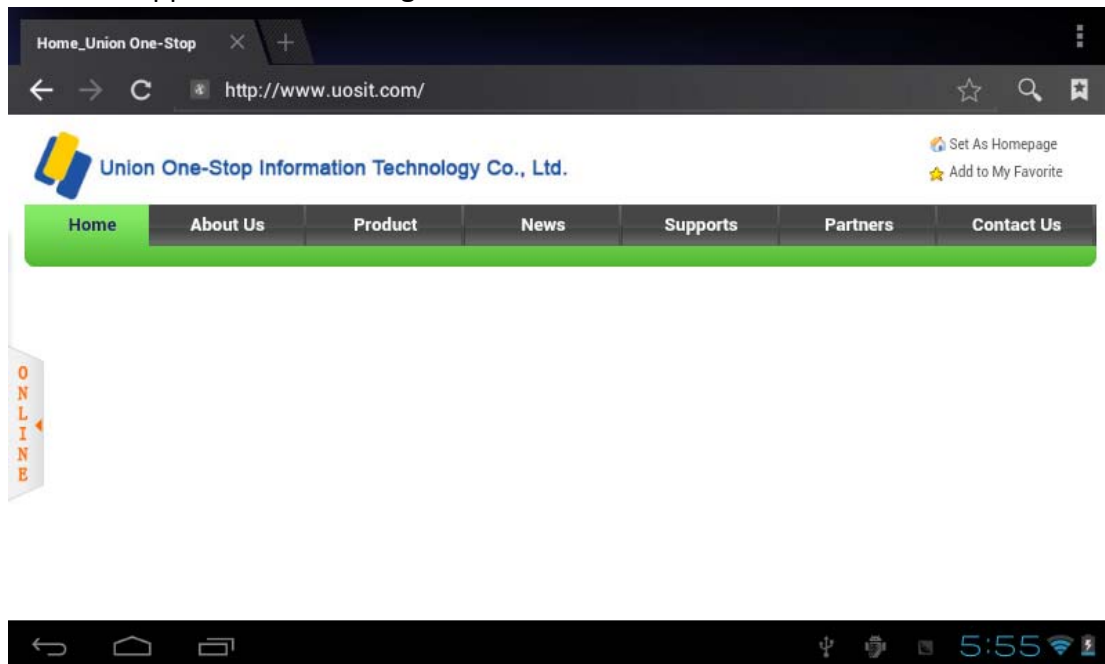 Home_Union One-Stop
http://www.uosit.com/
Union One-Stop Information Technology Co., Ltd.
Set As Homepage
Add to My Favorite
Home About Us Product News Supports Partners Contact Us
ONLINE
5:55